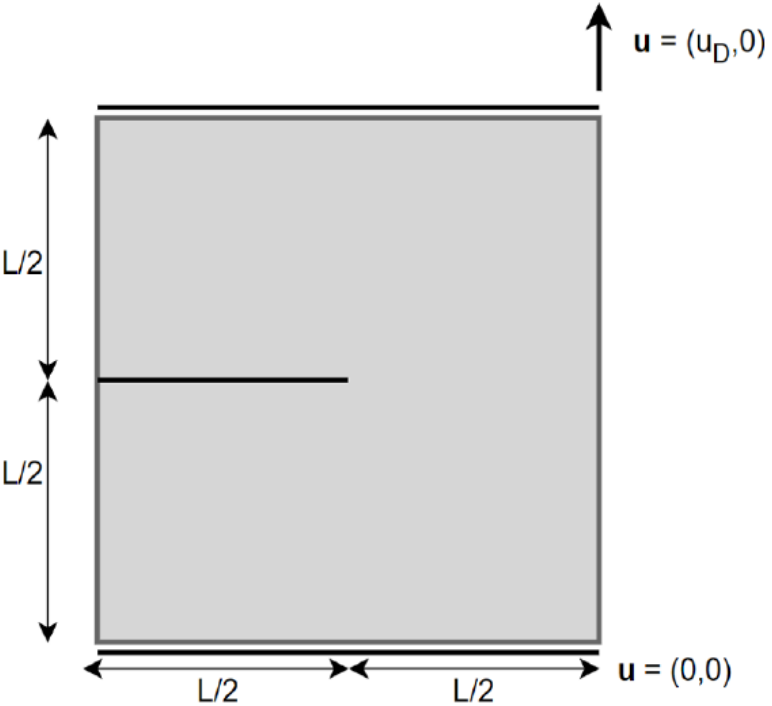 u = (u_D,0)
L/2
L/2
u = (0,0)
L/2
L/2